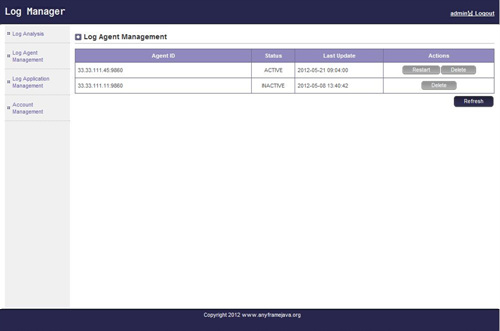 Log Manager
admin님 Logout
Log Analysis
Log Agent
Management
Log Application
Management
Account
Management
Log Agent Management
Agent ID Status Last Update Actions
33.33.111.45:9860 ACTIVE 2012-05-21 09:04:00 Restart Delete
33.33.111.11:9860 INACTIVE 2012-05-08 13:40:42 Delete
Refresh
Copyright 2012 www.anyframejava.org